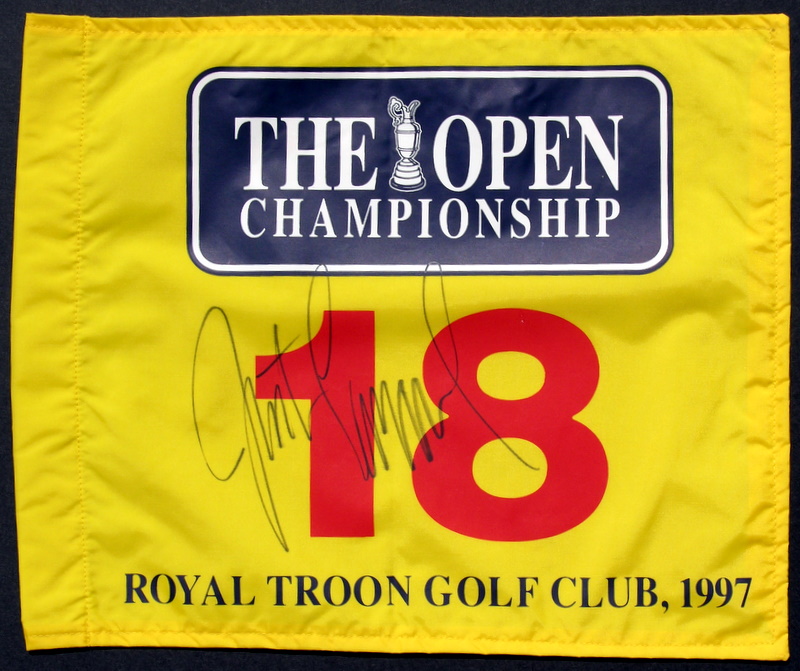 THE OPEN
CHAMPIONSHIP
18
ROYAL TROON GOLF CLUB, 1997